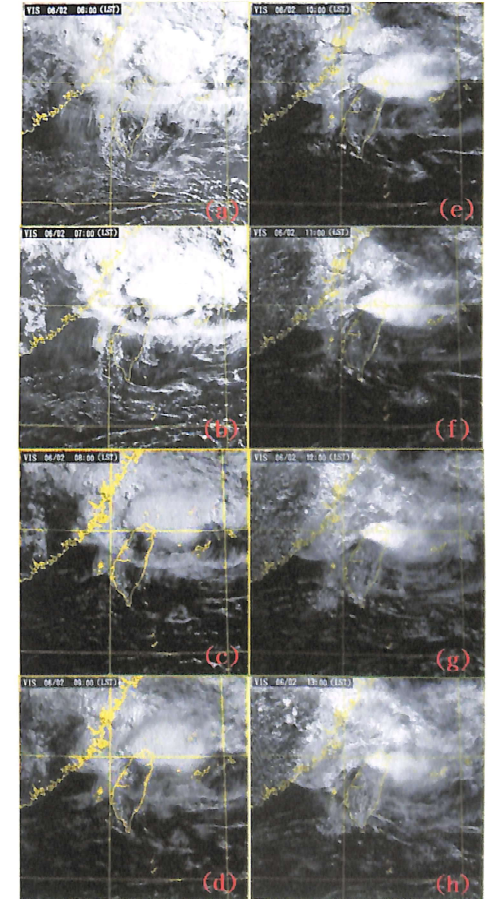 VIS 06/02 06:00 (LST)
(a)
VIS 06/02 07:00 (LST)
(b)
VIS 06/02 08:00 (LST)
(c)
VIS 06/02 09:00 (LST)
(d)
VIS 06/02 10:00 (LST)
(e)
VIS 06/02 11:00 (LST)
(f)
VIS 06/02 12:00 (LST)
(g)
VIS 06/02 13:00 (LST)
(h)